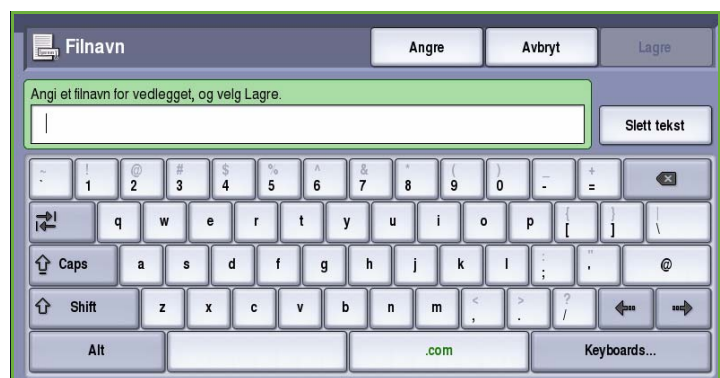 Filnavn Angre Avbryt Lagre
Angi et filnavn for vedlegget, og velg Lagre.
Slett tekst
~ ! @ # $ % ^ & * ( ) _ +
` 1 2 3 4 5 6 7 8 9 0 - =
q w e r t y u i o p { [ } ] | \
Caps a s d f g h j k l : ; " ' @
Shift z x c v b n m < , > . ? /
Alt .com Keyboards...